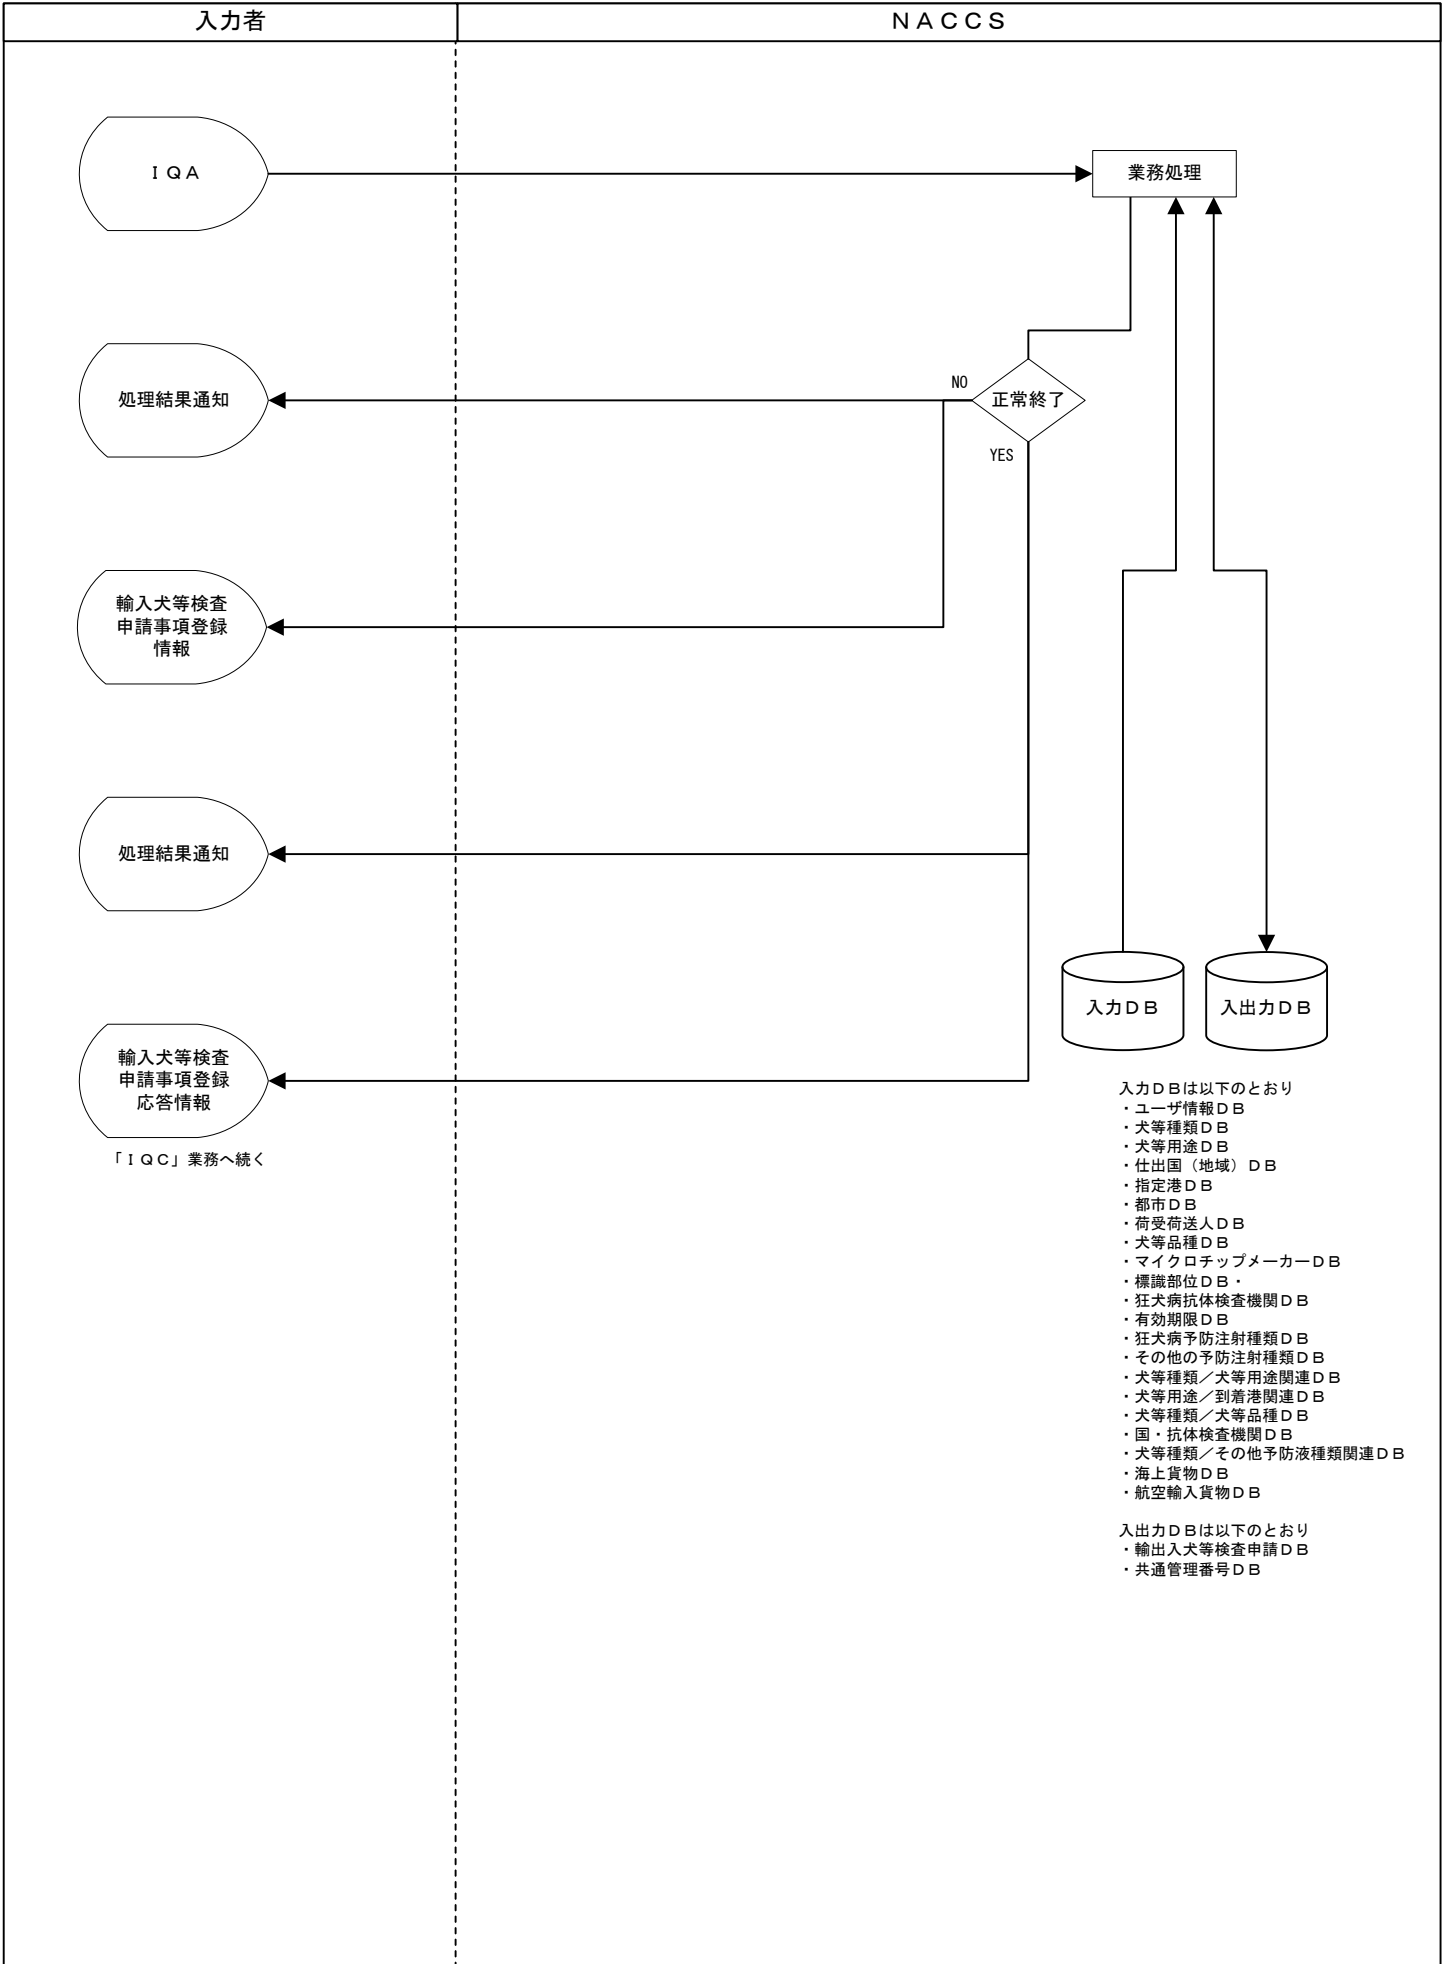 入力者
ＮＡＣＣＳ
ＩＱＡ
業務処理
処理結果通知
NO
正常終了
YES
輸入犬等検査
申請事項登録
情報
処理結果通知
入力ＤＢ
入出力ＤＢ
輸入犬等検査
申請事項登録
応答情報
「ＩＱＣ」業務へ続く
入力ＤＢは以下のとおり
・ユーザ情報ＤＢ
・犬等種類ＤＢ
・犬等用途ＤＢ
・仕出国（地域）ＤＢ
・指定港ＤＢ
・都市ＤＢ
・荷受荷送人ＤＢ
・犬等品種ＤＢ
・マイクロチップメーカーＤＢ
・標識部位ＤＢ・
・狂犬病抗体検査機関ＤＢ
・有効期限ＤＢ
・狂犬病予防注射種類ＤＢ
・その他の予防注射種類ＤＢ
・犬等種類／犬等用途関連ＤＢ
・犬等用途／到着港関連ＤＢ
・犬等種類／犬等品種ＤＢ
・国・抗体検査機関ＤＢ
・犬等種類／その他予防液種類関連ＤＢ
・海上貨物ＤＢ
・航空輸入貨物ＤＢ
入出力ＤＢは以下のとおり
・輸出入犬等検査申請ＤＢ
・共通管理番号ＤＢ